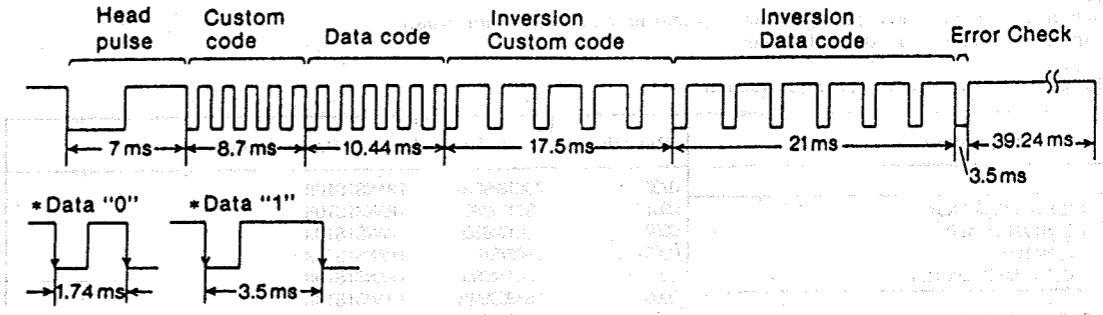 Head pulse
Custom code
Data code
Inversion Custom code
Inversion Data code
Error Check
7 ms
8.7 ms
10.44 ms
17.5 ms
21 ms
3.5 ms
39.24 ms
*Data "0"
*Data "1"
1.74 ms
3.5 ms